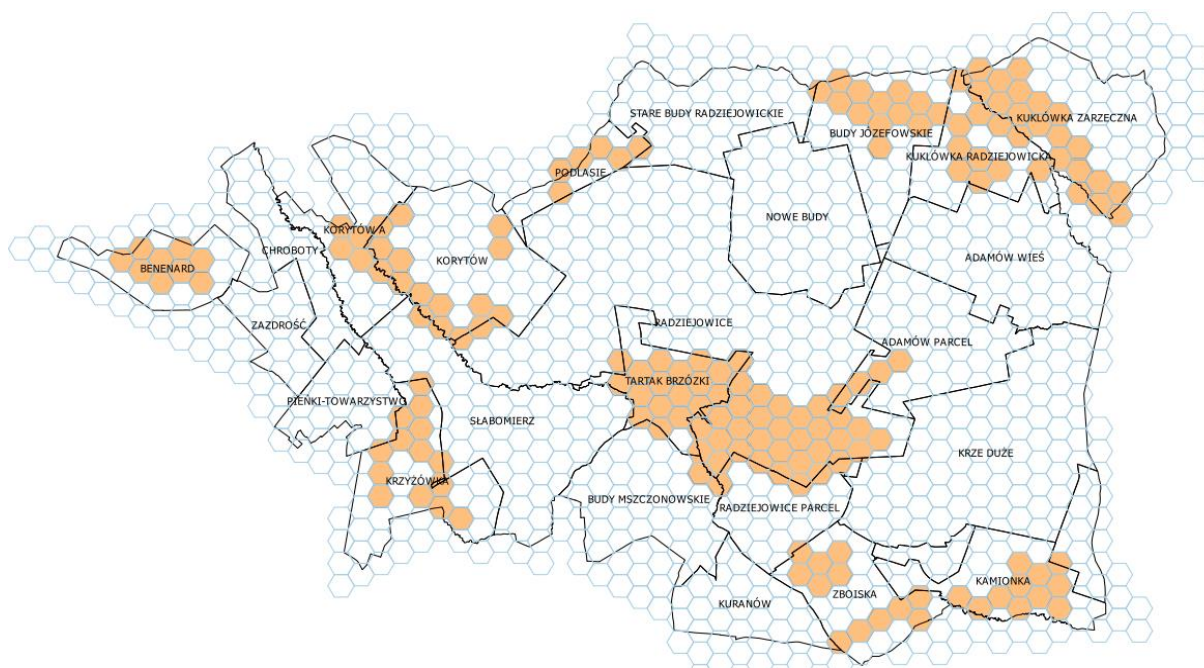 STARE BUDY RADZIEJOWICKIE
KUKLÓWKA ZARZECZNA
BUDY JÓZEFOWSKIE
KUKLÓWKA RADZIEJOWICKA
PODLASIE
NOWE BUDY
KORYTÓW A
CHROBOTY
KORYTÓW
ADAMÓW WIEŚ
BENENARD
ZAZDROŚĆ
RADZIEJOWICE
ADAMÓW PARCEL
TARTAK BRZÓZKI
PIEŃKI-TOWARZYSTWO
SŁABOMIERZ
KRZE DUŻE
KRZYŻÓWKA
BUDY MSZCZONOWSKIE
RADZIEJOWICE PARCEL
KAMIONKA
ZBOISKA
KURANÓW